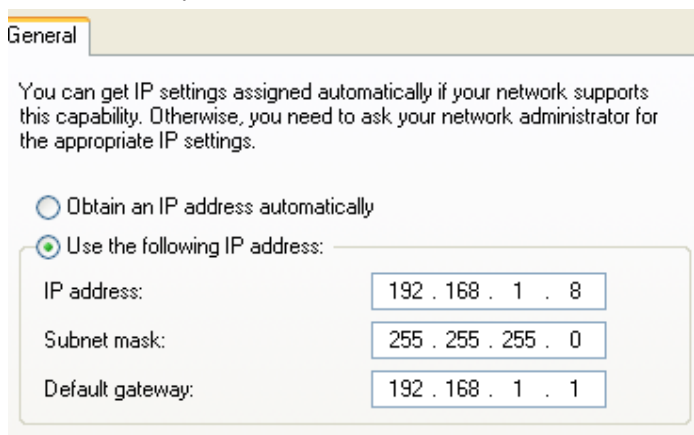 General
You can get IP settings assigned automatically if your network supports
this capability. Otherwise, you need to ask your network administrator for
the appropriate IP settings.
Obtain an IP address automatically
Use the following IP address:
IP address: 192 . 168 . 1 . 8
Subnet mask: 255 . 255 . 255 . 0
Default gateway: 192 . 168 . 1 . 1